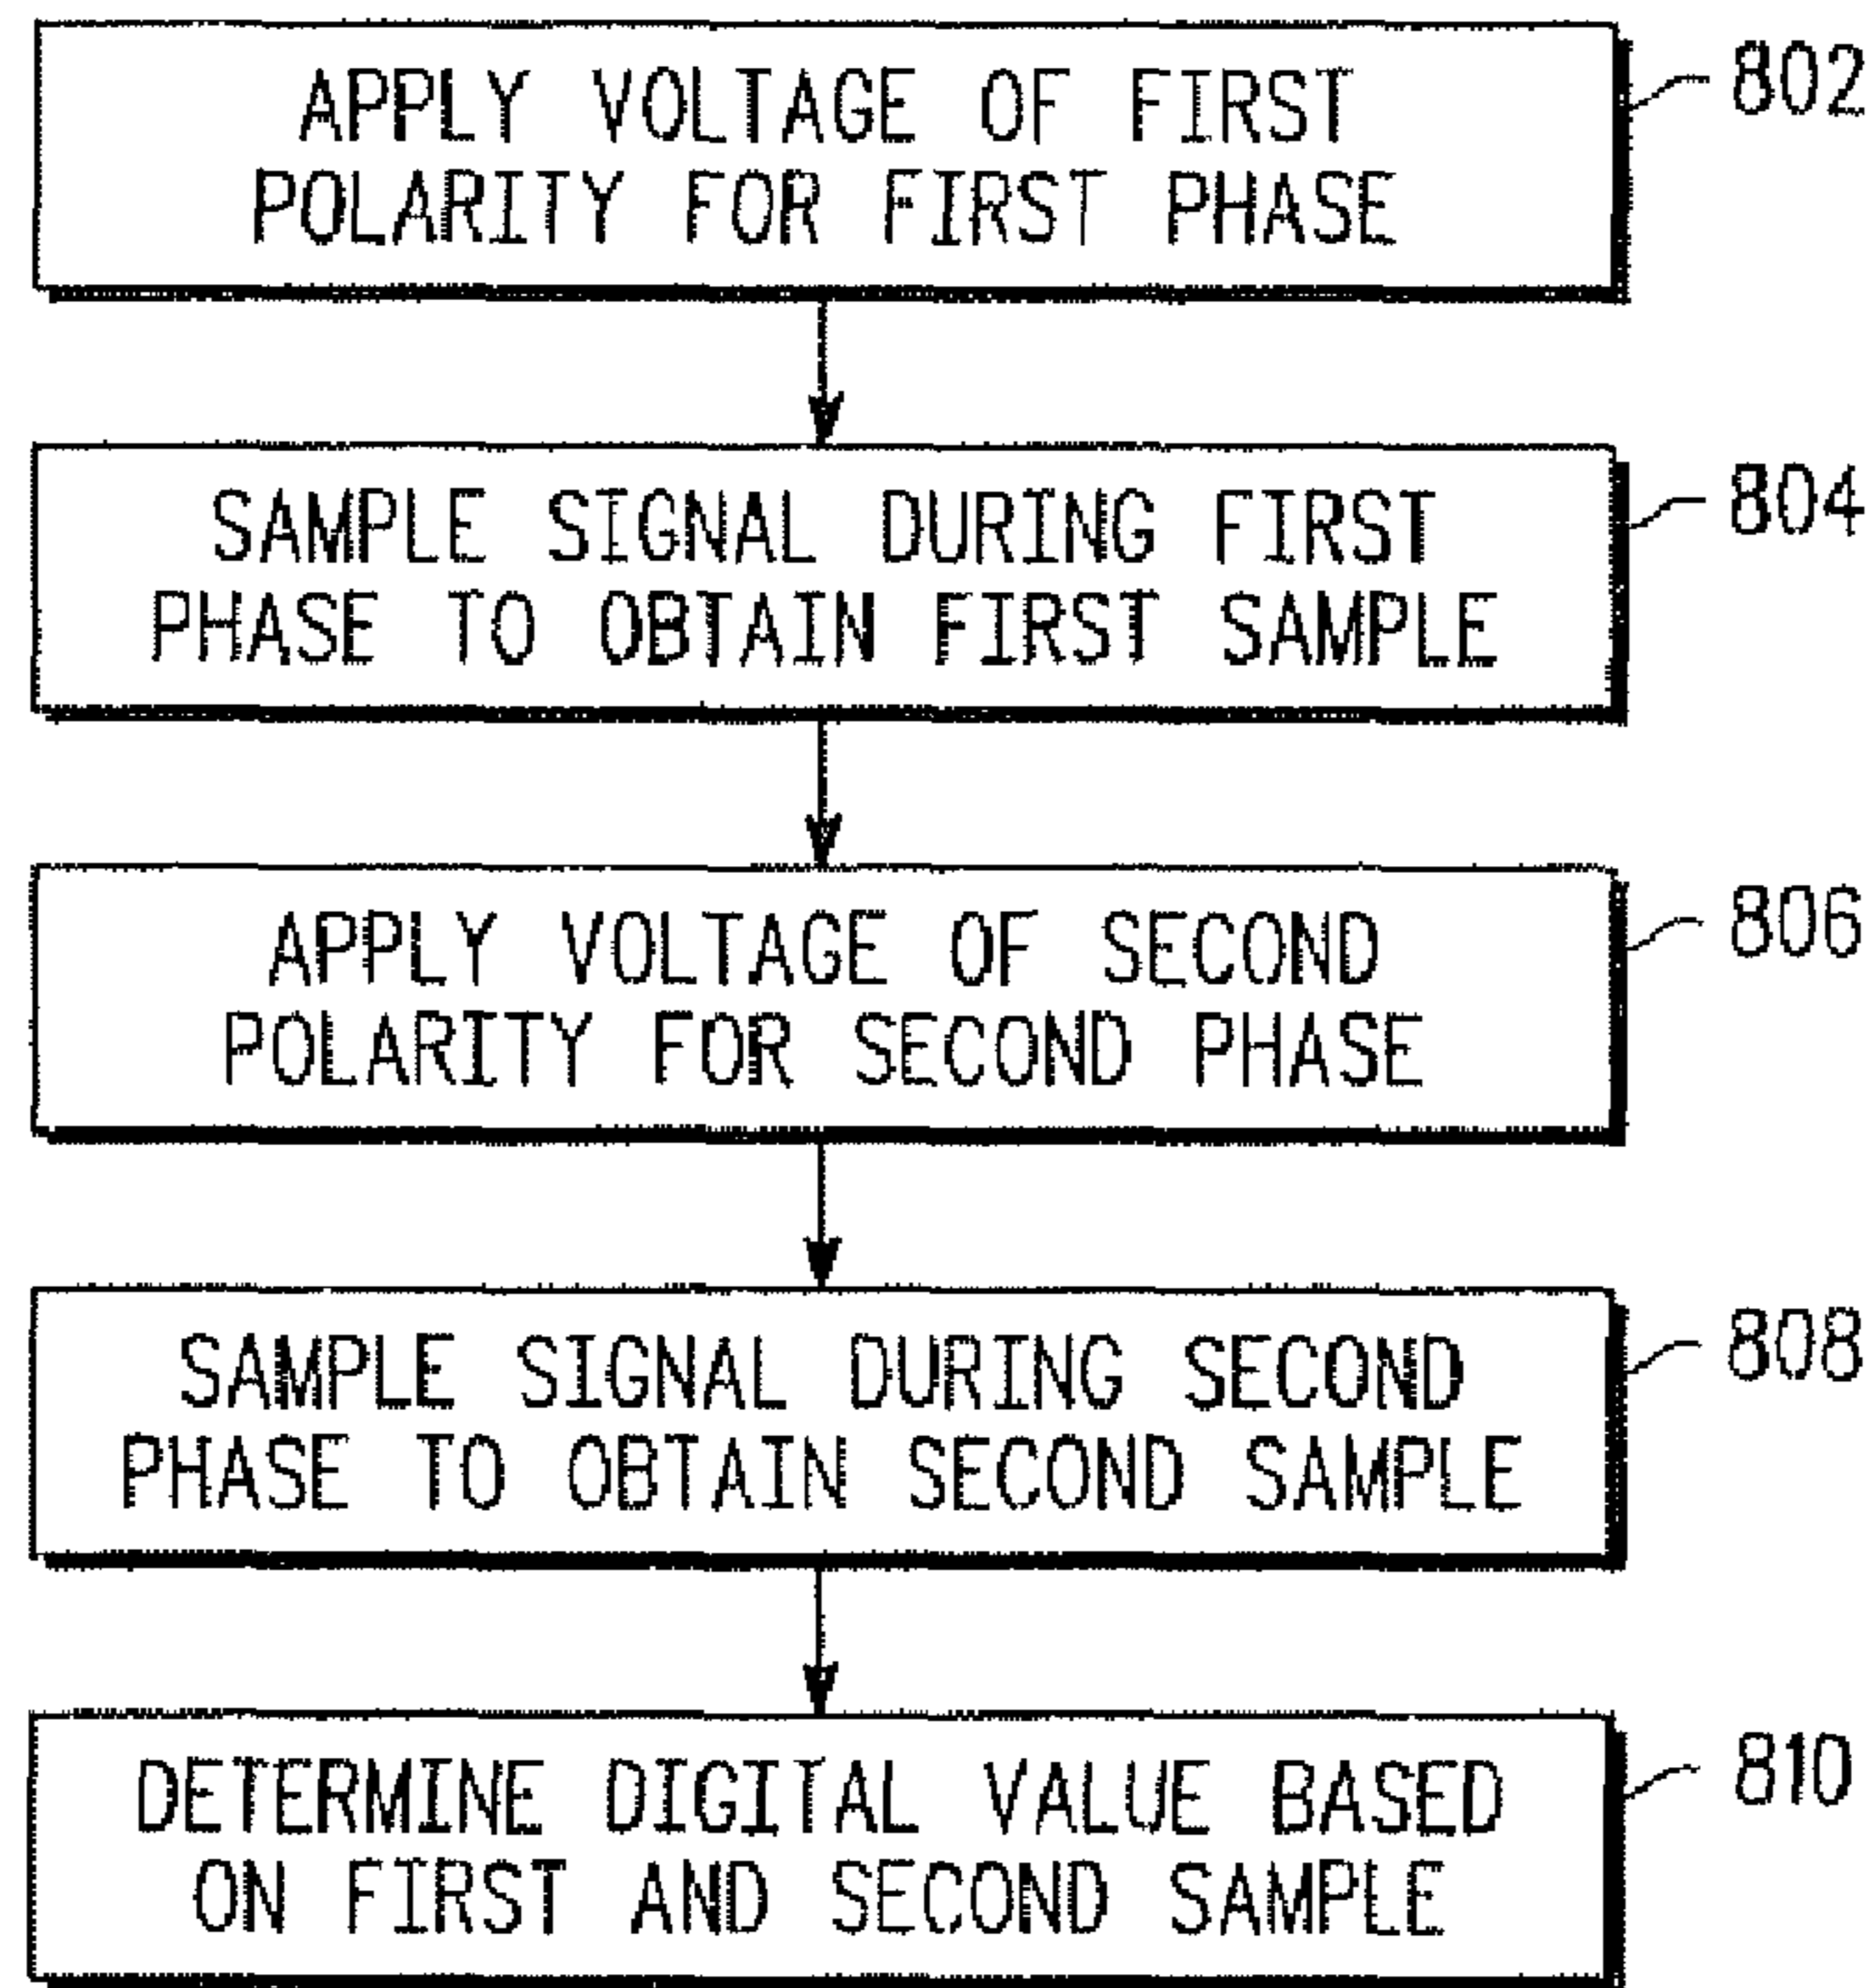 APPLY VOLTAGE OF FIRST
POLARITY FOR FIRST PHASE
802
SAMPLE SIGNAL DURING FIRST
PHASE TO OBTAIN FIRST SAMPLE
804
APPLY VOLTAGE OF SECOND
POLARITY FOR SECOND PHASE
806
SAMPLE SIGNAL DURING SECOND
PHASE TO OBTAIN SECOND SAMPLE
808
DETERMINE DIGITAL VALUE BASED
ON FIRST AND SECOND SAMPLE
810